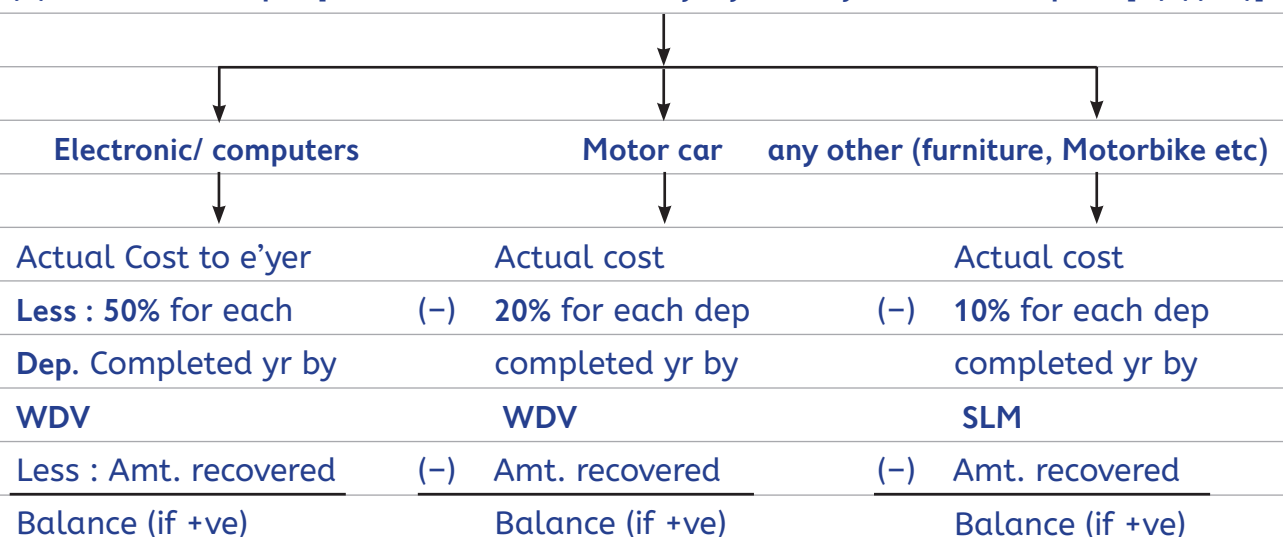 Electronic/ computers Motor car any other (furniture, Motorbike etc)
Actual Cost to e'yer Actual cost Actual cost
Less : 50% for each (–) 20% for each dep (–) 10% for each dep
Dep. Completed yr by completed yr by completed yr by
WDV WDV SLM
Less : Amt. recovered (–) Amt. recovered (–) Amt. recovered
Balance (if +ve) Balance (if +ve) Balance (if +ve)